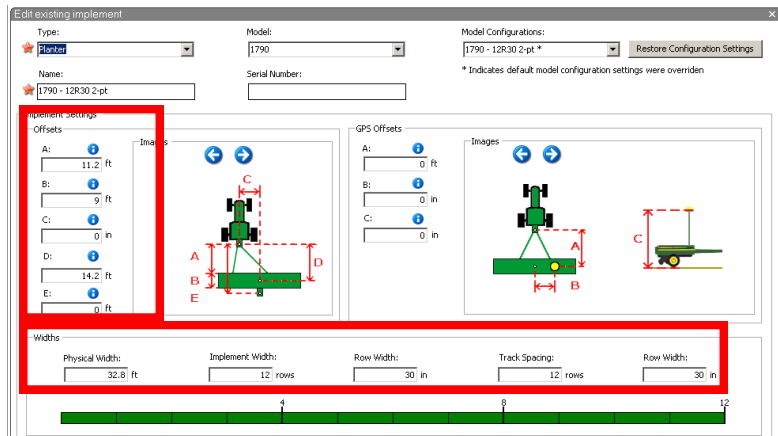 Edit existing implement
Type: Model: Model Configurations:
Planter 1790 1790 - 12R30 2-pt * Restore Configuration Settings
Name: Serial Number: * Indicates default model configuration settings were overriden
1790 - 12R30 2-pt
Implement Settings
Offsets Images GPS Offsets Images
A:
11.2 ft
B:
9 ft
C:
0 in
D:
14.2 ft
E:
0 ft
C
A
B
E
D
A:
0 ft
B:
0 in
C:
0 in
A
B
C
Widths
Physical Width: Implement Width: Row Width: Track Spacing: Row Width:
32.8 ft 12 rows 30 in 12 rows 30 in
4 8 12